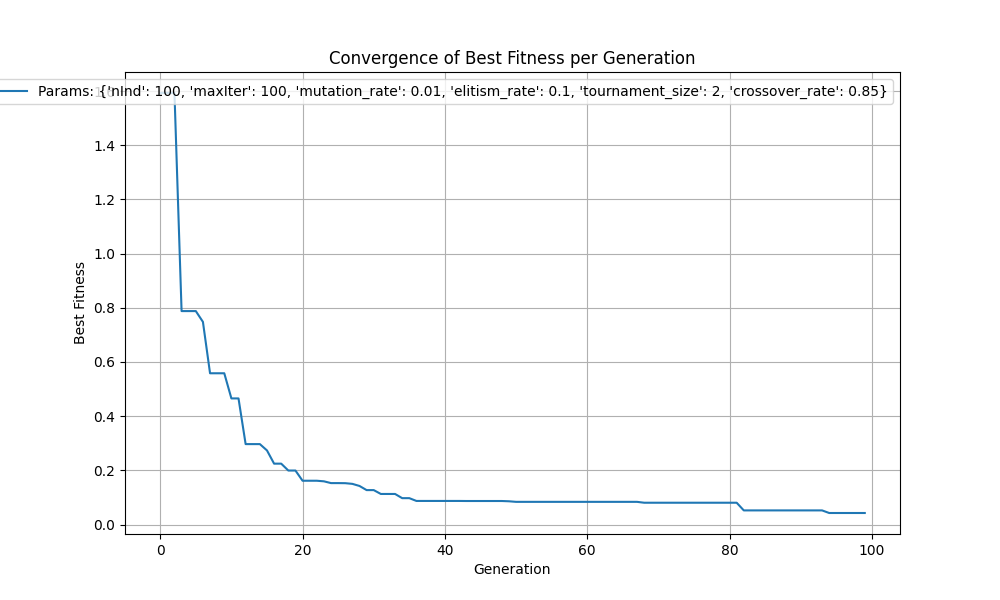 Convergence of Best Fitness per Generation
Params: {'nInd': 100, 'maxIter': 100, 'mutation_rate': 0.01, 'elitism_rate': 0.1, 'tournament_size': 2, 'crossover_rate': 0.85}
1.4
1.2
1.0
0.8
0.6
0.4
0.2
0.0
Best Fitness
0 20 40 60 80 100
Generation